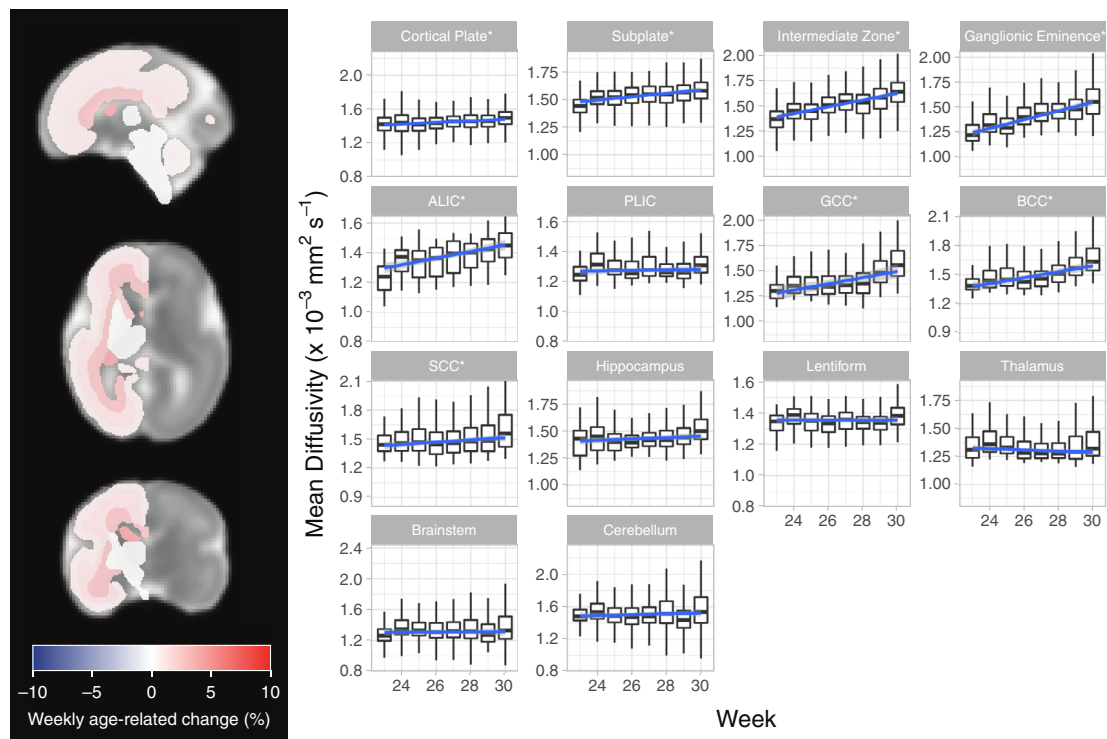 −10 −5 0 5 10
Weekly age-related change (%)
Mean Diffusivity (x 10−3 mm2 s−1)
Cortical Plate* Subplate* Intermediate Zone* Ganglionic Eminence*
2.0 1.6 1.2 0.8
1.75 1.50 1.25 1.00
2.00 1.75 1.50 1.25 1.00
2.00 1.75 1.50 1.25 1.00
ALIC* PLIC GCC* BCC*
1.6 1.4 1.2 1.0 0.8
1.6 1.4 1.2 1.0 0.8
2.00 1.75 1.50 1.25 1.00
2.1 1.8 1.5 1.2 0.9
SCC* Hippocampus Lentiform Thalamus
2.1 1.8 1.5 1.2 0.9
1.75 1.50 1.25 1.00
1.6 1.4 1.2 1.0 0.8
1.75 1.50 1.25 1.00
24 26 28 30 24 26 28 30
Brainstem Cerebellum
2.4 2.0 1.6 1.2 0.8
2.0 1.6 1.2 0.8
24 26 28 30 24 26 28 30
Week